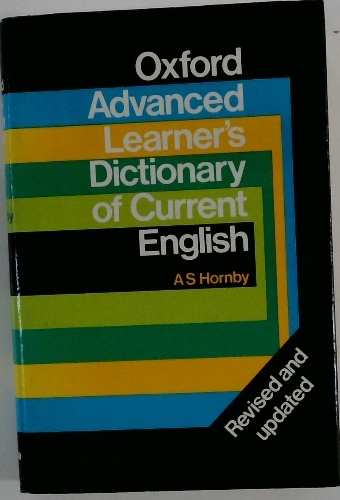 Oxford
Advanced
Learner's
Dictionary
of Current
English
A S Hornby
Revised and
updated